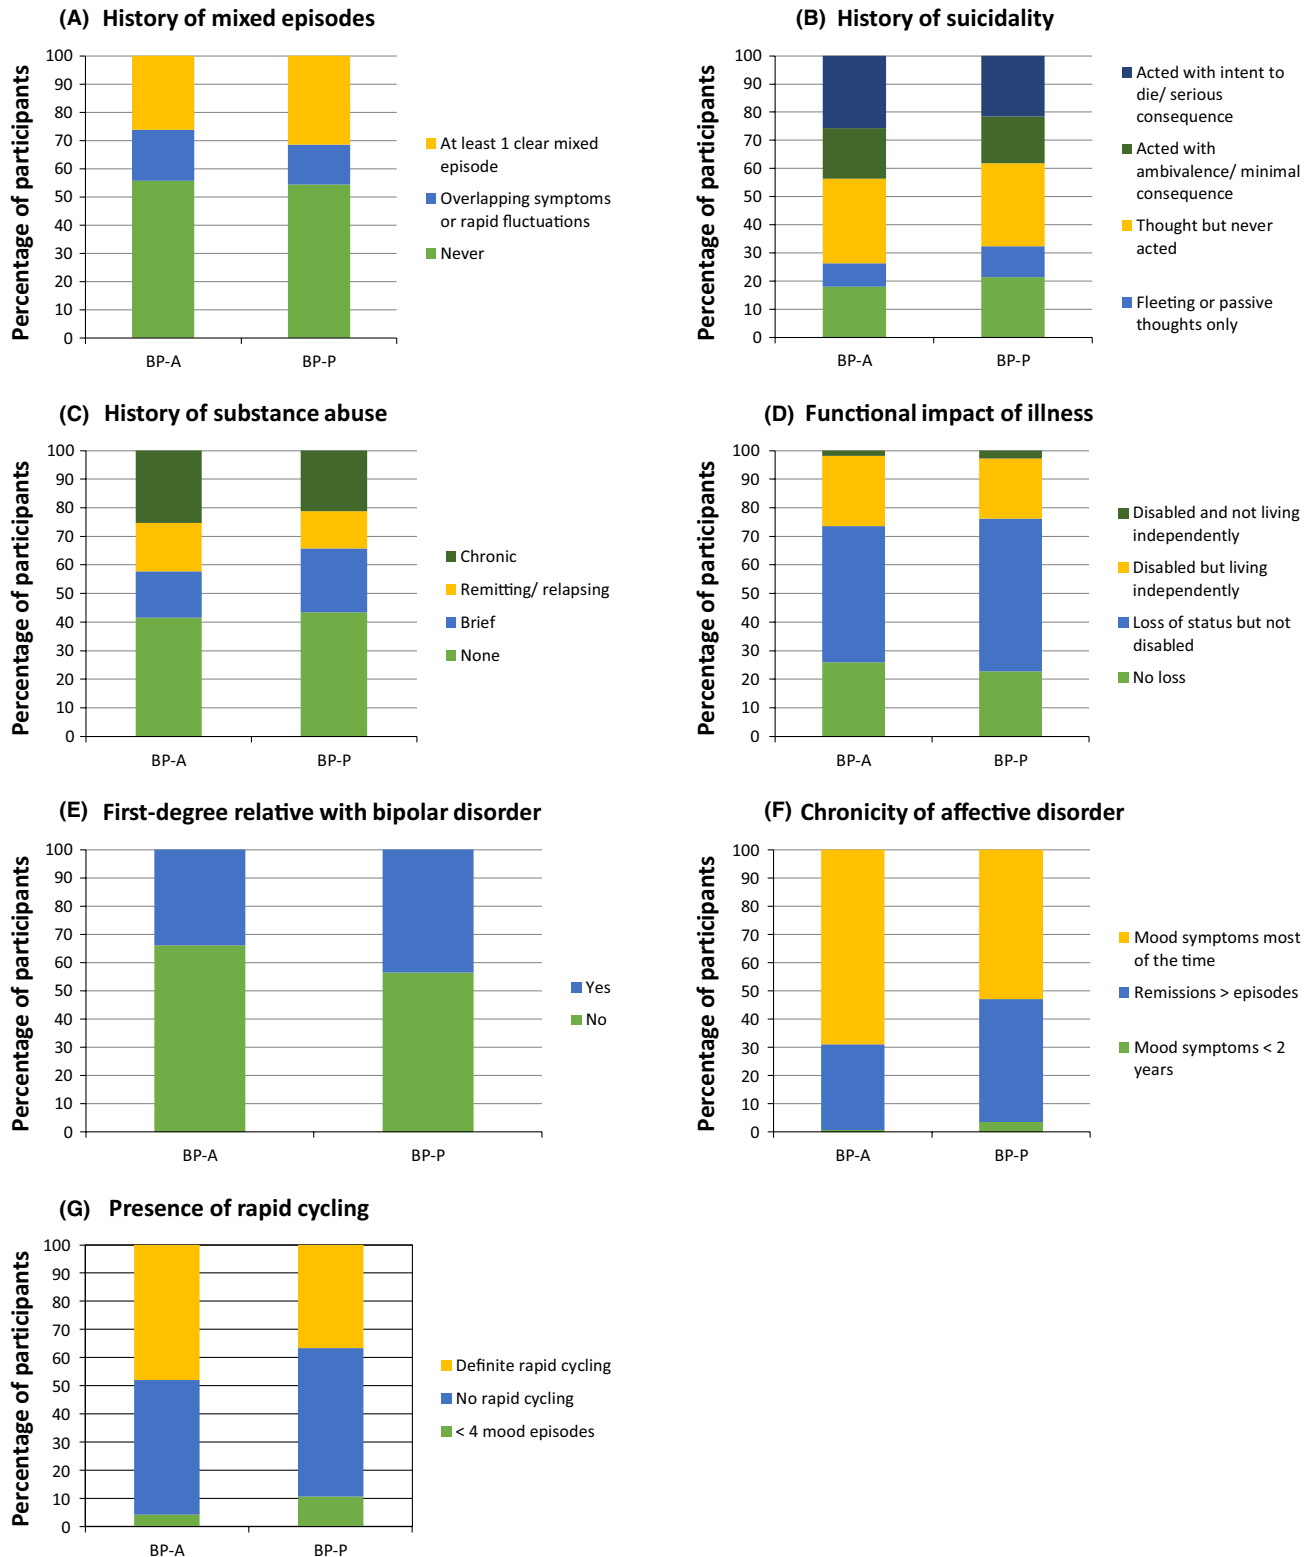 (A) History of mixed episodes
Percentage of participants
100
90
80
70
60
50
40
30
20
10
0
BP-A
BP-P
At least 1 clear mixed
episode
Overlapping symptoms
or rapid fluctuations
Never
(B) History of suicidality
Percentage of participants
100
90
80
70
60
50
40
30
20
10
0
BP-A
BP-P
Acted with intent to
die/ serious
consequence
Acted with
ambivalence/ minimal
consequence
Thought but never
acted
Fleeting or passive
thoughts only
(C) History of substance abuse
Percentage of participants
100
90
80
70
60
50
40
30
20
10
0
BP-A
BP-P
Chronic
Remitting/ relapsing
Brief
None
(D) Functional impact of illness
Percentage of participants
100
90
80
70
60
50
40
30
20
10
0
BP-A
BP-P
Disabled and not living
independently
Disabled but living
independently
Loss of status but not
disabled
No loss
(E) First-degree relative with bipolar disorder
Percentage of participants
100
90
80
70
60
50
40
30
20
10
0
BP-A
BP-P
Yes
No
(F) Chronicity of affective disorder
Percentage of participants
100
90
80
70
60
50
40
30
20
10
0
BP-A
BP-P
Mood symptoms most
of the time
Remissions > episodes
Mood symptoms < 2
years
(G) Presence of rapid cycling
Percentage of participants
100
90
80
70
60
50
40
30
20
10
0
BP-A
BP-P
Definite rapid cycling
No rapid cycling
< 4 mood episodes